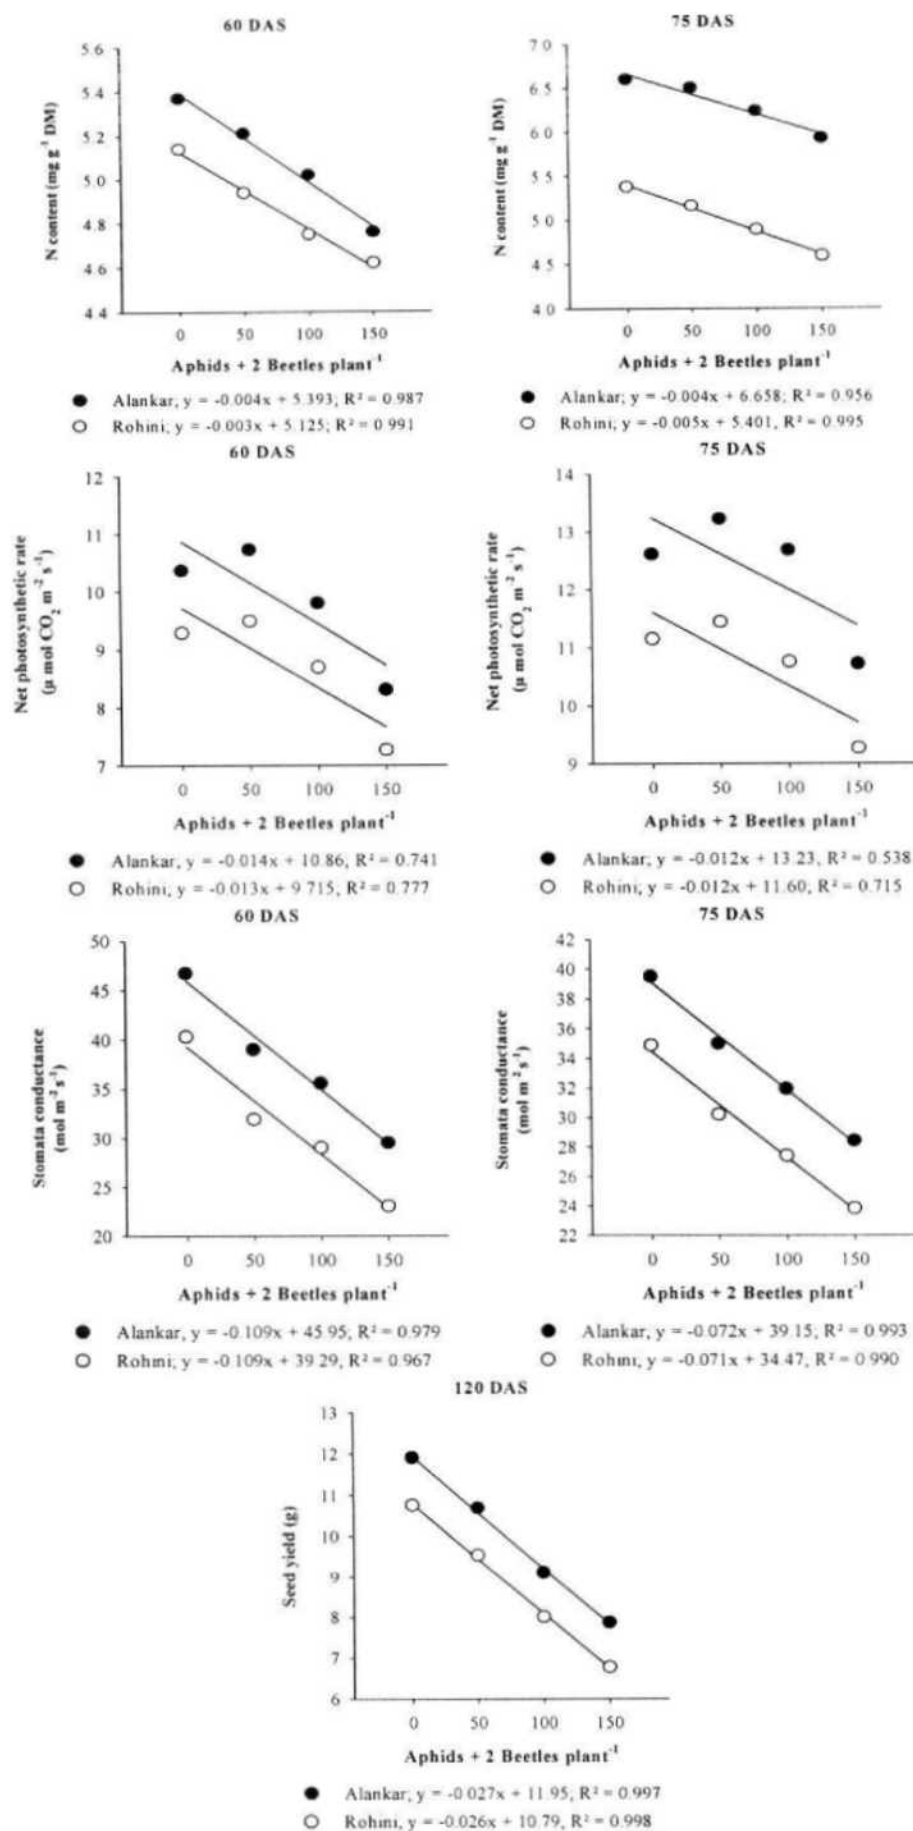 60 DAS
N content (mg g⁻¹ DM)
5.6
5.4
5.2
5.0
4.8
4.6
4.4
0 50 100 150
Aphids + 2 Beetles plant⁻¹
Alankar, y = -0.004x + 5.393; R² = 0.987
Rohini, y = -0.003x + 5.125; R² = 0.991
75 DAS
N content (mg g⁻¹ DM)
7 0
6.5
6.0
5.5
5.0
4.5
4 0
0 50 100 150
Aphids + 2 Beetles plant⁻¹
Alankar; y = -0.004x + 6.658; R² = 0.956
Rohini; y = -0.005x + 5.401, R² = 0.995
60 DAS
Net photosynthetic rate
(µ mol CO₂ m⁻² s⁻¹)
12
11
10
9
8
7
0 50 100 150
Aphids + 2 Beetles plant⁻¹
Alankar, y = -0.014x + 10.86, R² = 0.741
Rohini; y = -0.013x + 9.715, R² = 0.777
75 DAS
Net photosynthetic rate
(µ mol CO₂ m⁻² s⁻¹)
14
13
12
11
10
9
0 50 100 150
Aphids + 2 Beetles plant⁻¹
Alankar, y = -0.012x + 13.23, R² = 0.538
Rohini; y = -0.012x + 11.60, R² = 0.715
60 DAS
Stomata conductance
(mol m⁻² s⁻¹)
50
45
40
35
30
25
20
0 50 100 150
Aphids + 2 Beetles plant⁻¹
Alankar, y = -0.109x + 45.95; R² = 0.979
Rohini; y = -0.109x + 39.29, R² = 0.967
75 DAS
Stomata conductance
(mol m⁻² s⁻¹)
42
40
38
36
34
32
30
28
26
24
22
0 50 100 150
Aphids + 2 Beetles plant⁻¹
Alankar, y = -0.072x + 39.15; R² = 0.993
Rohini, y = -0.071x + 34.47, R² = 0.990
120 DAS
Seed yield (g)
13
12
11
10
9
8
7
6
0 50 100 150
Aphids + 2 Beetles plant⁻¹
Alankar; y = -0 027x + 11.95, R² = 0.997
Rohini; y = -0.026x + 10.79, R² = 0.998